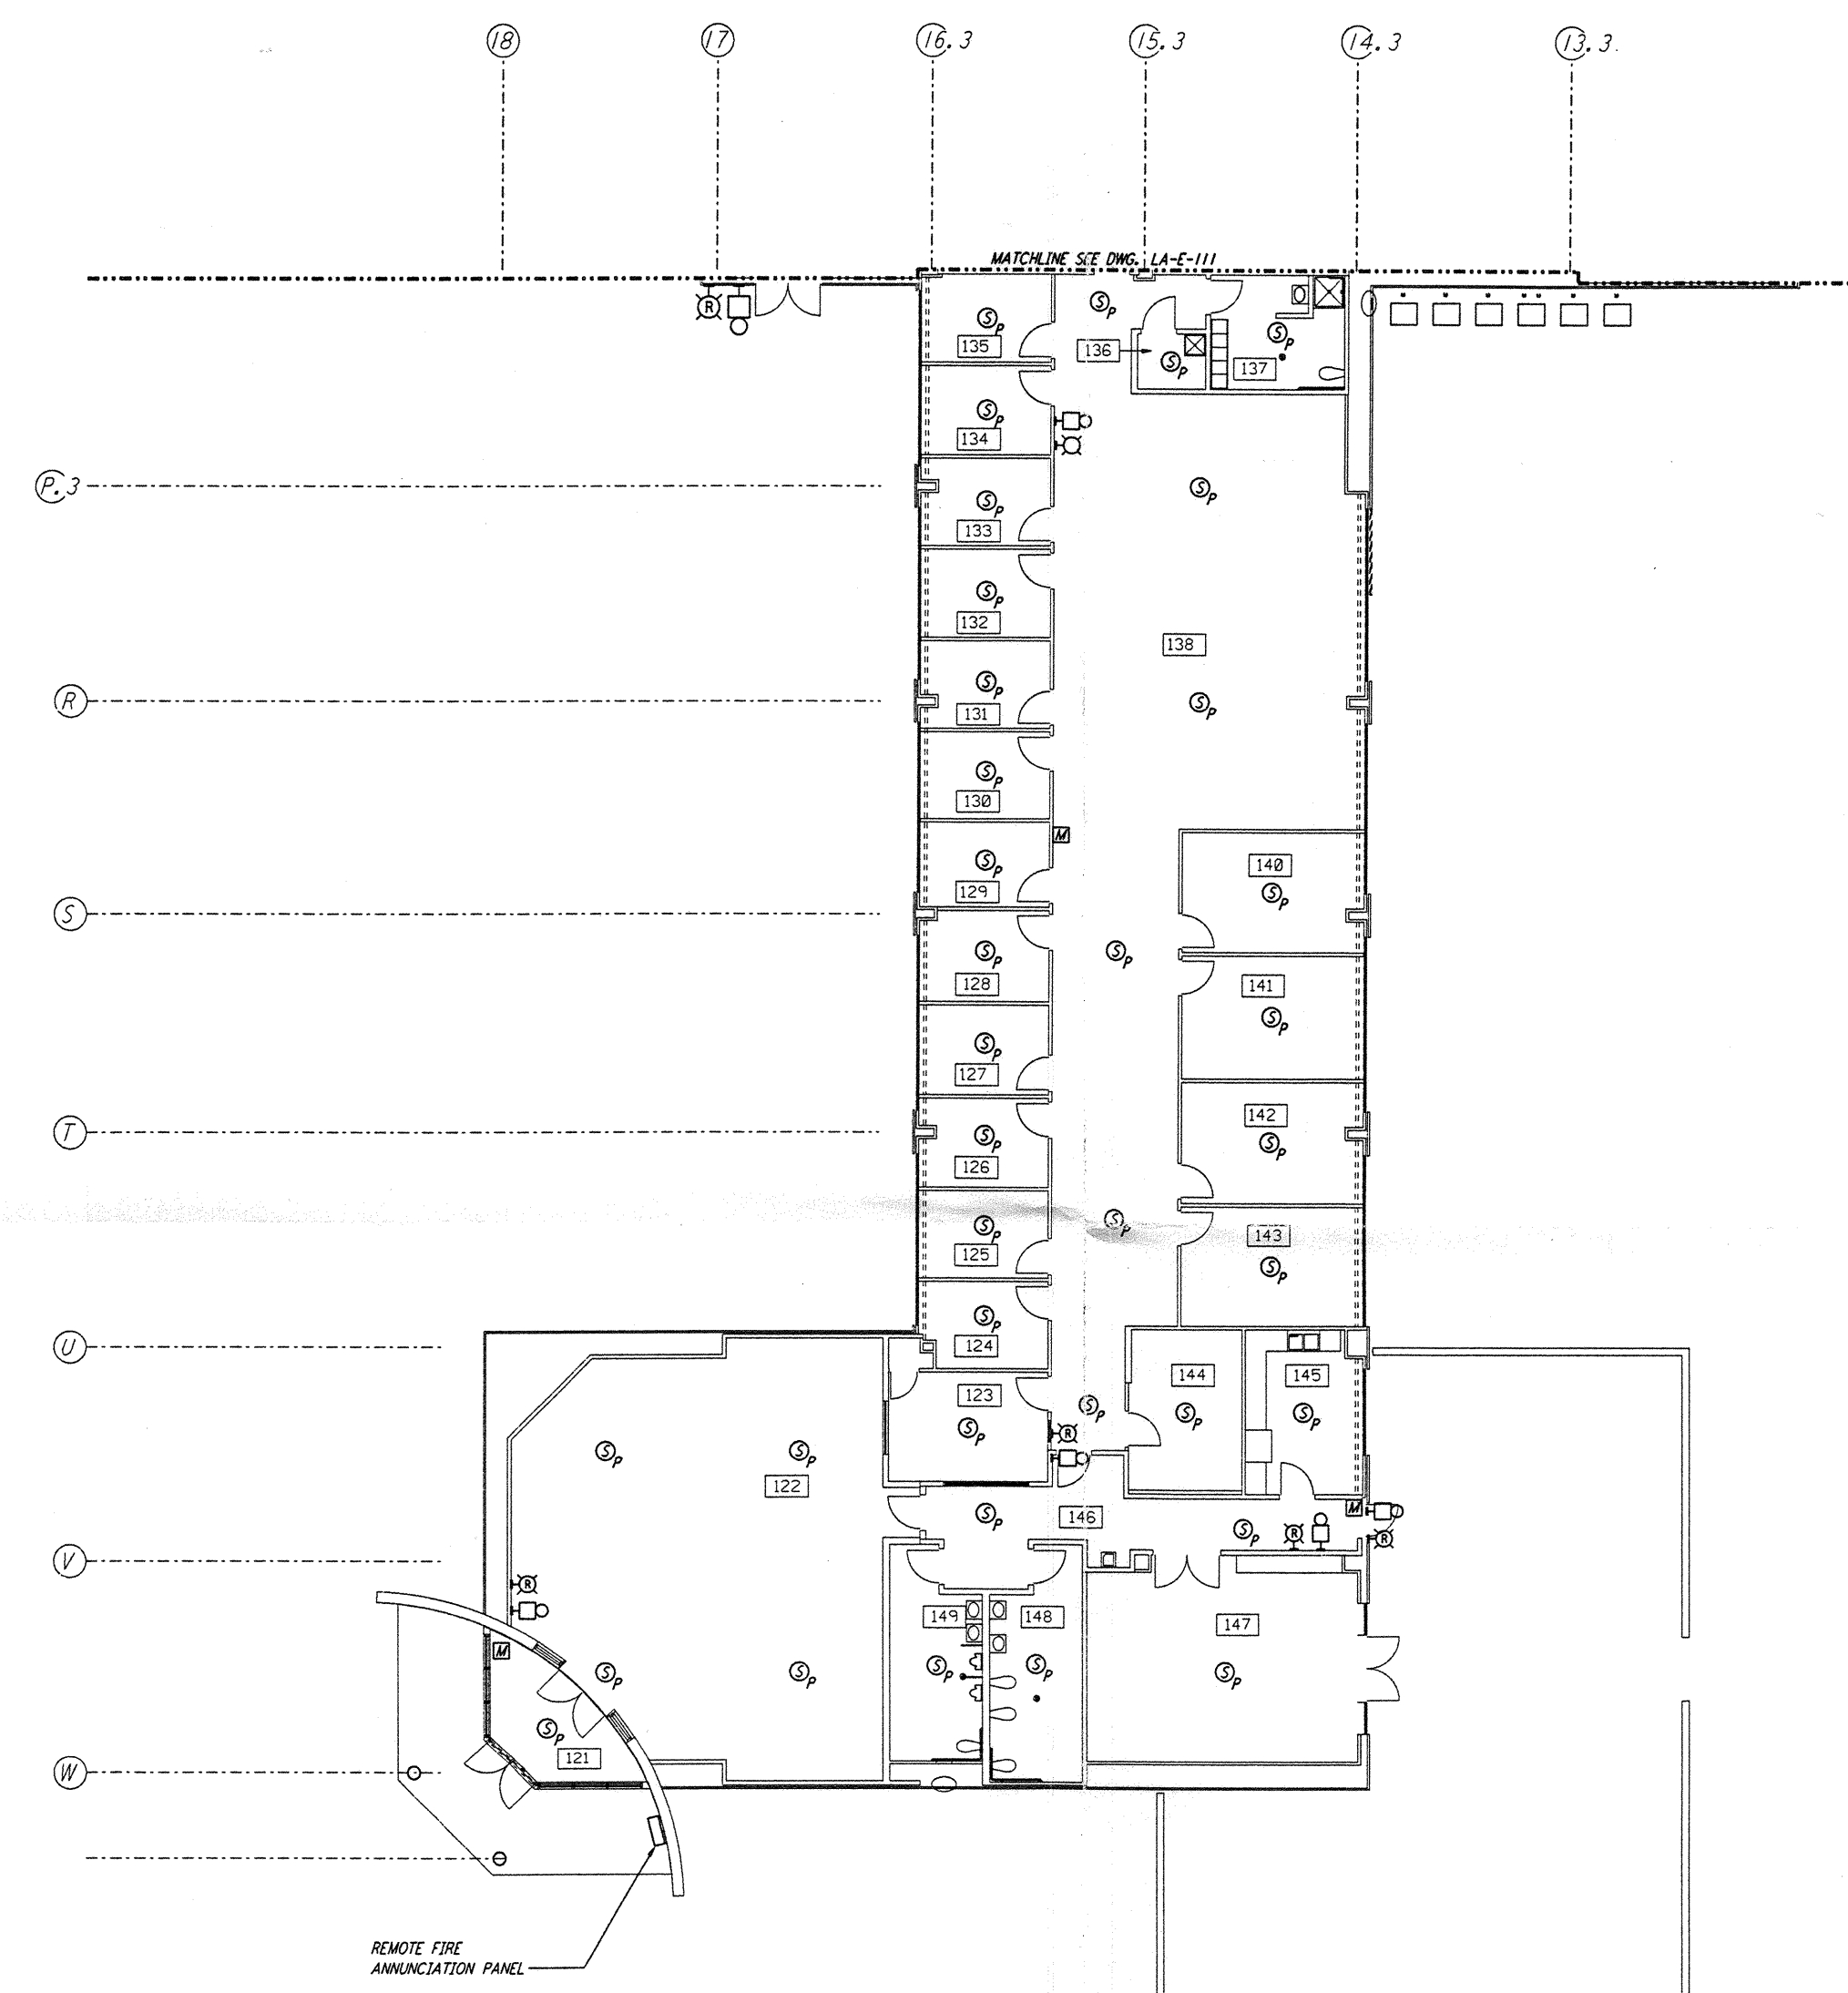 18 17 16.3 15.3 14.3 13.3
MATCHLINE SEE DWG. LA-E-111
R
S P
S P
135
136
S P
S P
137
S P
134
P.3
S P
S P
133
S P
132
138
R
S P
S P
131
S P
130
M
S P
129
140
S P
S
S P
128
S P
141
S P
S P
127
T
S P
126
142
S P
S P
125
S P
143
S P
U
S P
124
123
144
145
S P
S P
S P
S P
R
S P
S P
122
S P
146
M
S P
R
R
V
R
149
148
147
M
S P
S P
S P
S P
S P
S P
121
W
REMOTE FIRE
ANNUNCIATION PANEL